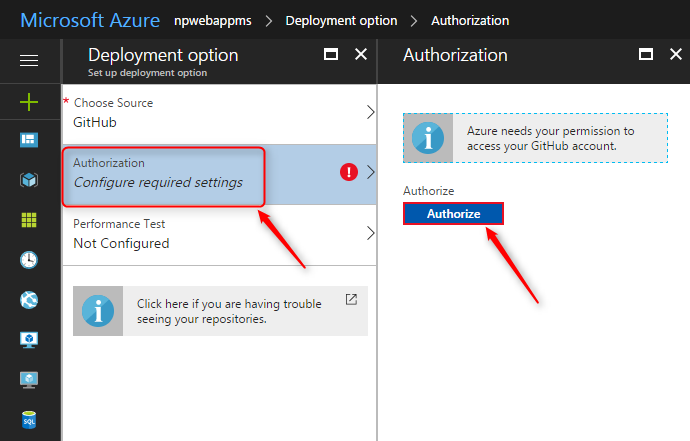 Microsoft Azure npwebappms > Deployment option > Authorization
Deployment option
Set up deployment option
* Choose Source
GitHub
Authorization
Configure required settings
!
Performance Test
Not Configured
i
Click here if you are having trouble
seeing your repositories.
SQL
Authorization
i
Azure needs your permission to
access your GitHub account.
Authorize
Authorize